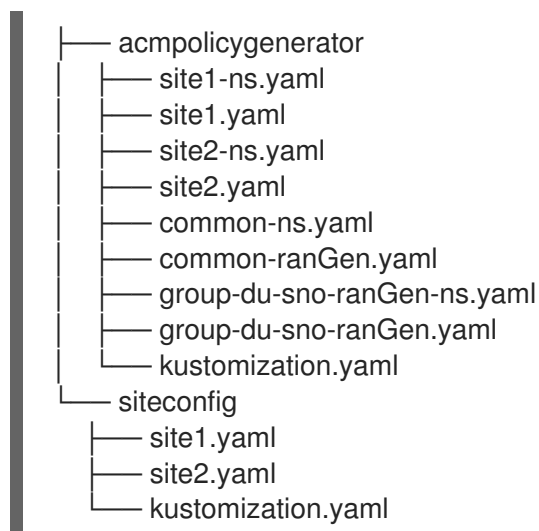 ├── acmpolicygenerator
│   ├── site1-ns.yaml
│   ├── site1.yaml
│   ├── site2-ns.yaml
│   ├── site2.yaml
│   ├── common-ns.yaml
│   ├── common-ranGen.yaml
│   ├── group-du-sno-ranGen-ns.yaml
│   ├── group-du-sno-ranGen.yaml
│   └── kustomization.yaml
└── siteconfig
    ├── site1.yaml
    ├── site2.yaml
    └── kustomization.yaml